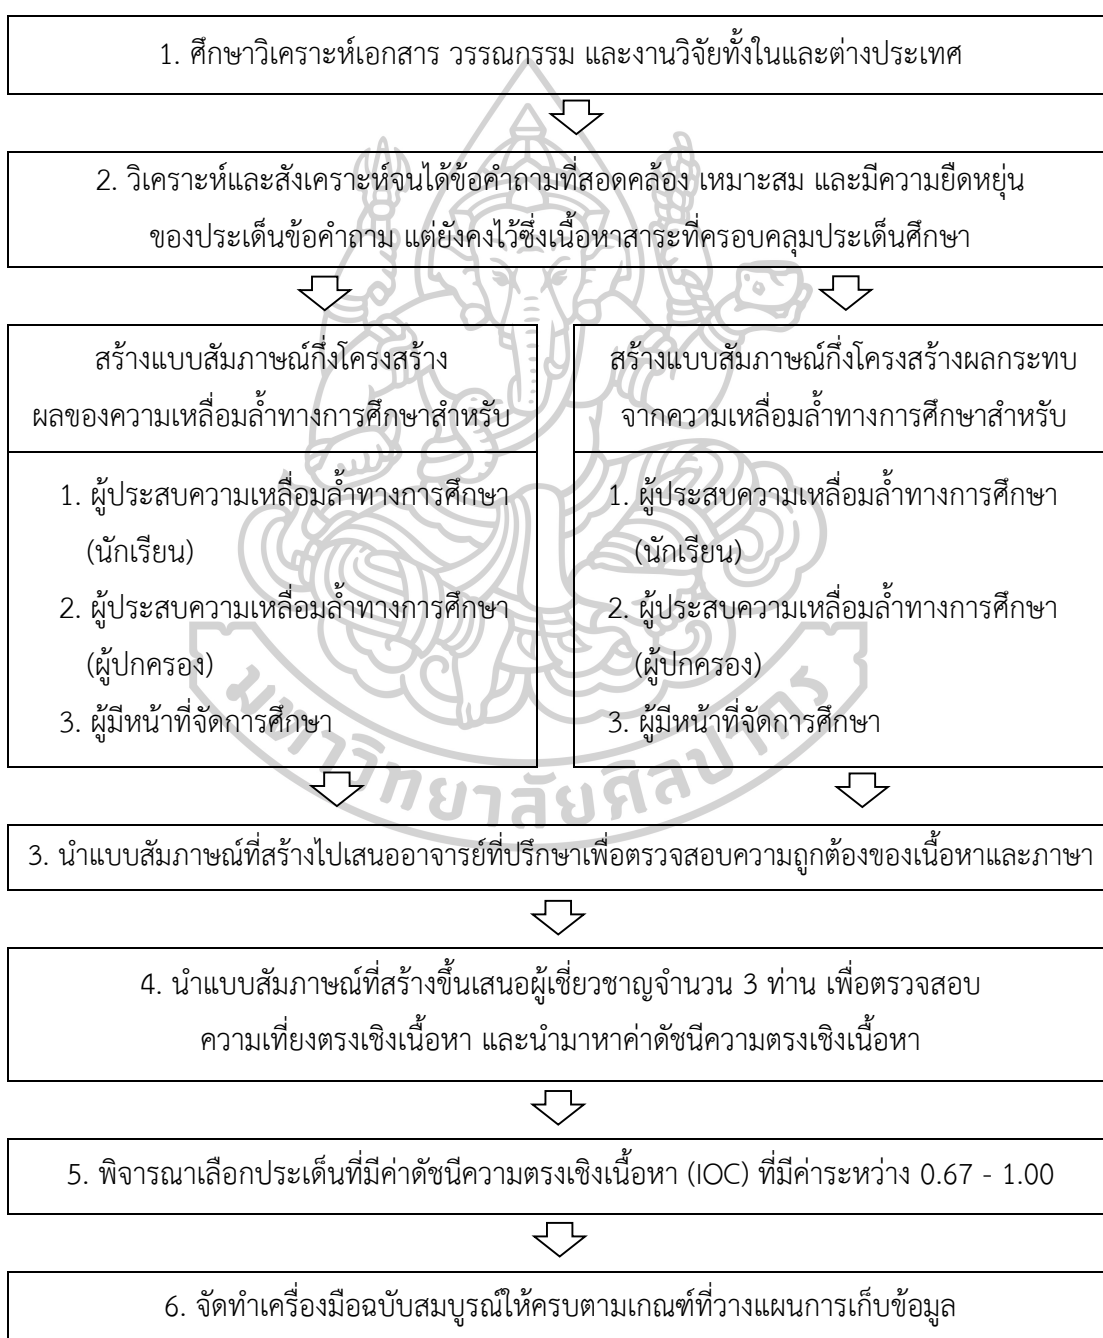 1. ศึกษาวิเคราะห์เอกสาร วรรณกรรม และงานวิจัยทั้งในและต่างประเทศ
2. วิเคราะห์และสังเคราะห์จนได้ข้อคำถามที่สอดคล้อง เหมาะสม และมีความยืดหยุ่น
ของประเด็นข้อคำถาม แต่ยังคงไว้ซึ่งเนื้อหาสาระที่ครอบคลุมประเด็นศึกษา
สร้างแบบสัมภาษณ์กึ่งโครงสร้าง
ผลของความเหลื่อมล้ำทางการศึกษาสำหรับ
1. ผู้ประสบความเหลื่อมล้ำทางการศึกษา
(นักเรียน)
2. ผู้ประสบความเหลื่อมล้ำทางการศึกษา
(ผู้ปกครอง)
3. ผู้มีหน้าที่จัดการศึกษา
สร้างแบบสัมภาษณ์กึ่งโครงสร้างผลกระทบ
จากความเหลื่อมล้ำทางการศึกษาสำหรับ
1. ผู้ประสบความเหลื่อมล้ำทางการศึกษา
(นักเรียน)
2. ผู้ประสบความเหลื่อมล้ำทางการศึกษา
(ผู้ปกครอง)
3. ผู้มีหน้าที่จัดการศึกษา
มหาวิทยาลัยศิลปากร
3. นำแบบสัมภาษณ์ที่สร้างไปเสนออาจารย์ที่ปรึกษาเพื่อตรวจสอบความถูกต้องของเนื้อหาและภาษา
4. นำแบบสัมภาษณ์ที่สร้างขึ้นเสนอผู้เชี่ยวชาญจำนวน 3 ท่าน เพื่อตรวจสอบ
ความเที่ยงตรงเชิงเนื้อหา และนำมาหาค่าดัชนีความตรงเชิงเนื้อหา
5. พิจารณาเลือกประเด็นที่มีค่าดัชนีความตรงเชิงเนื้อหา (IOC) ที่มีค่าระหว่าง 0.67 - 1.00
6. จัดทำเครื่องมือฉบับสมบูรณ์ให้ครบตามเกณฑ์ที่วางแผนการเก็บข้อมูล